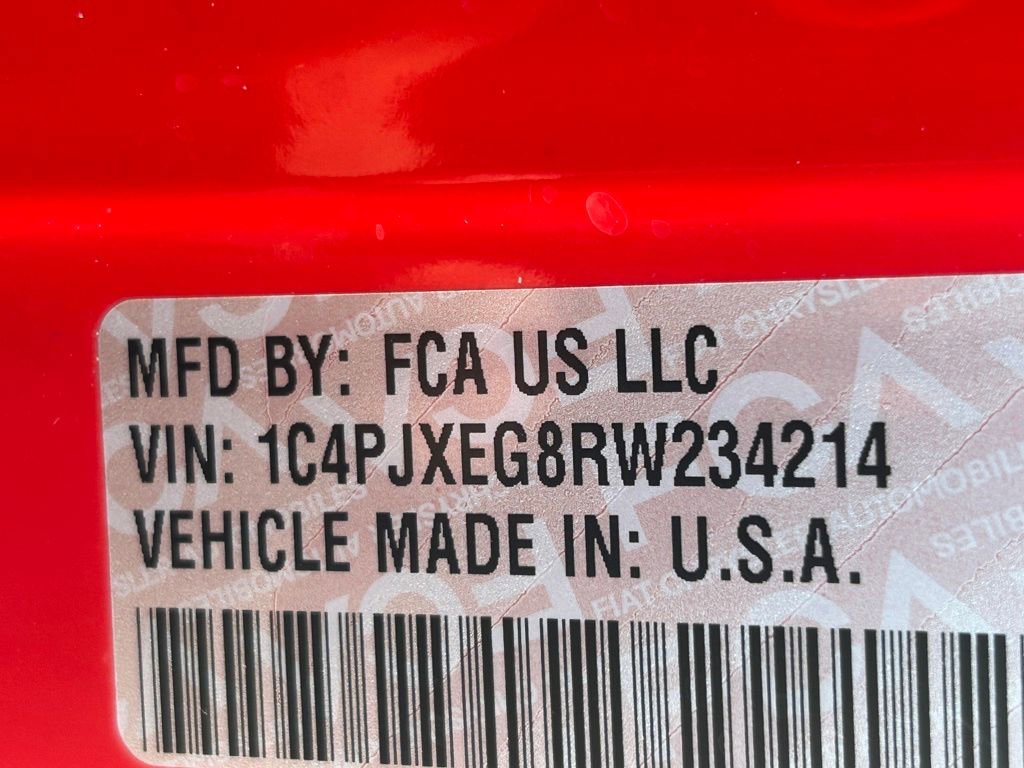 MFD BY: FCA US LLC
VIN: 1C4PJXEG8RW234214
VEHICLE MADE IN: U.S.A.